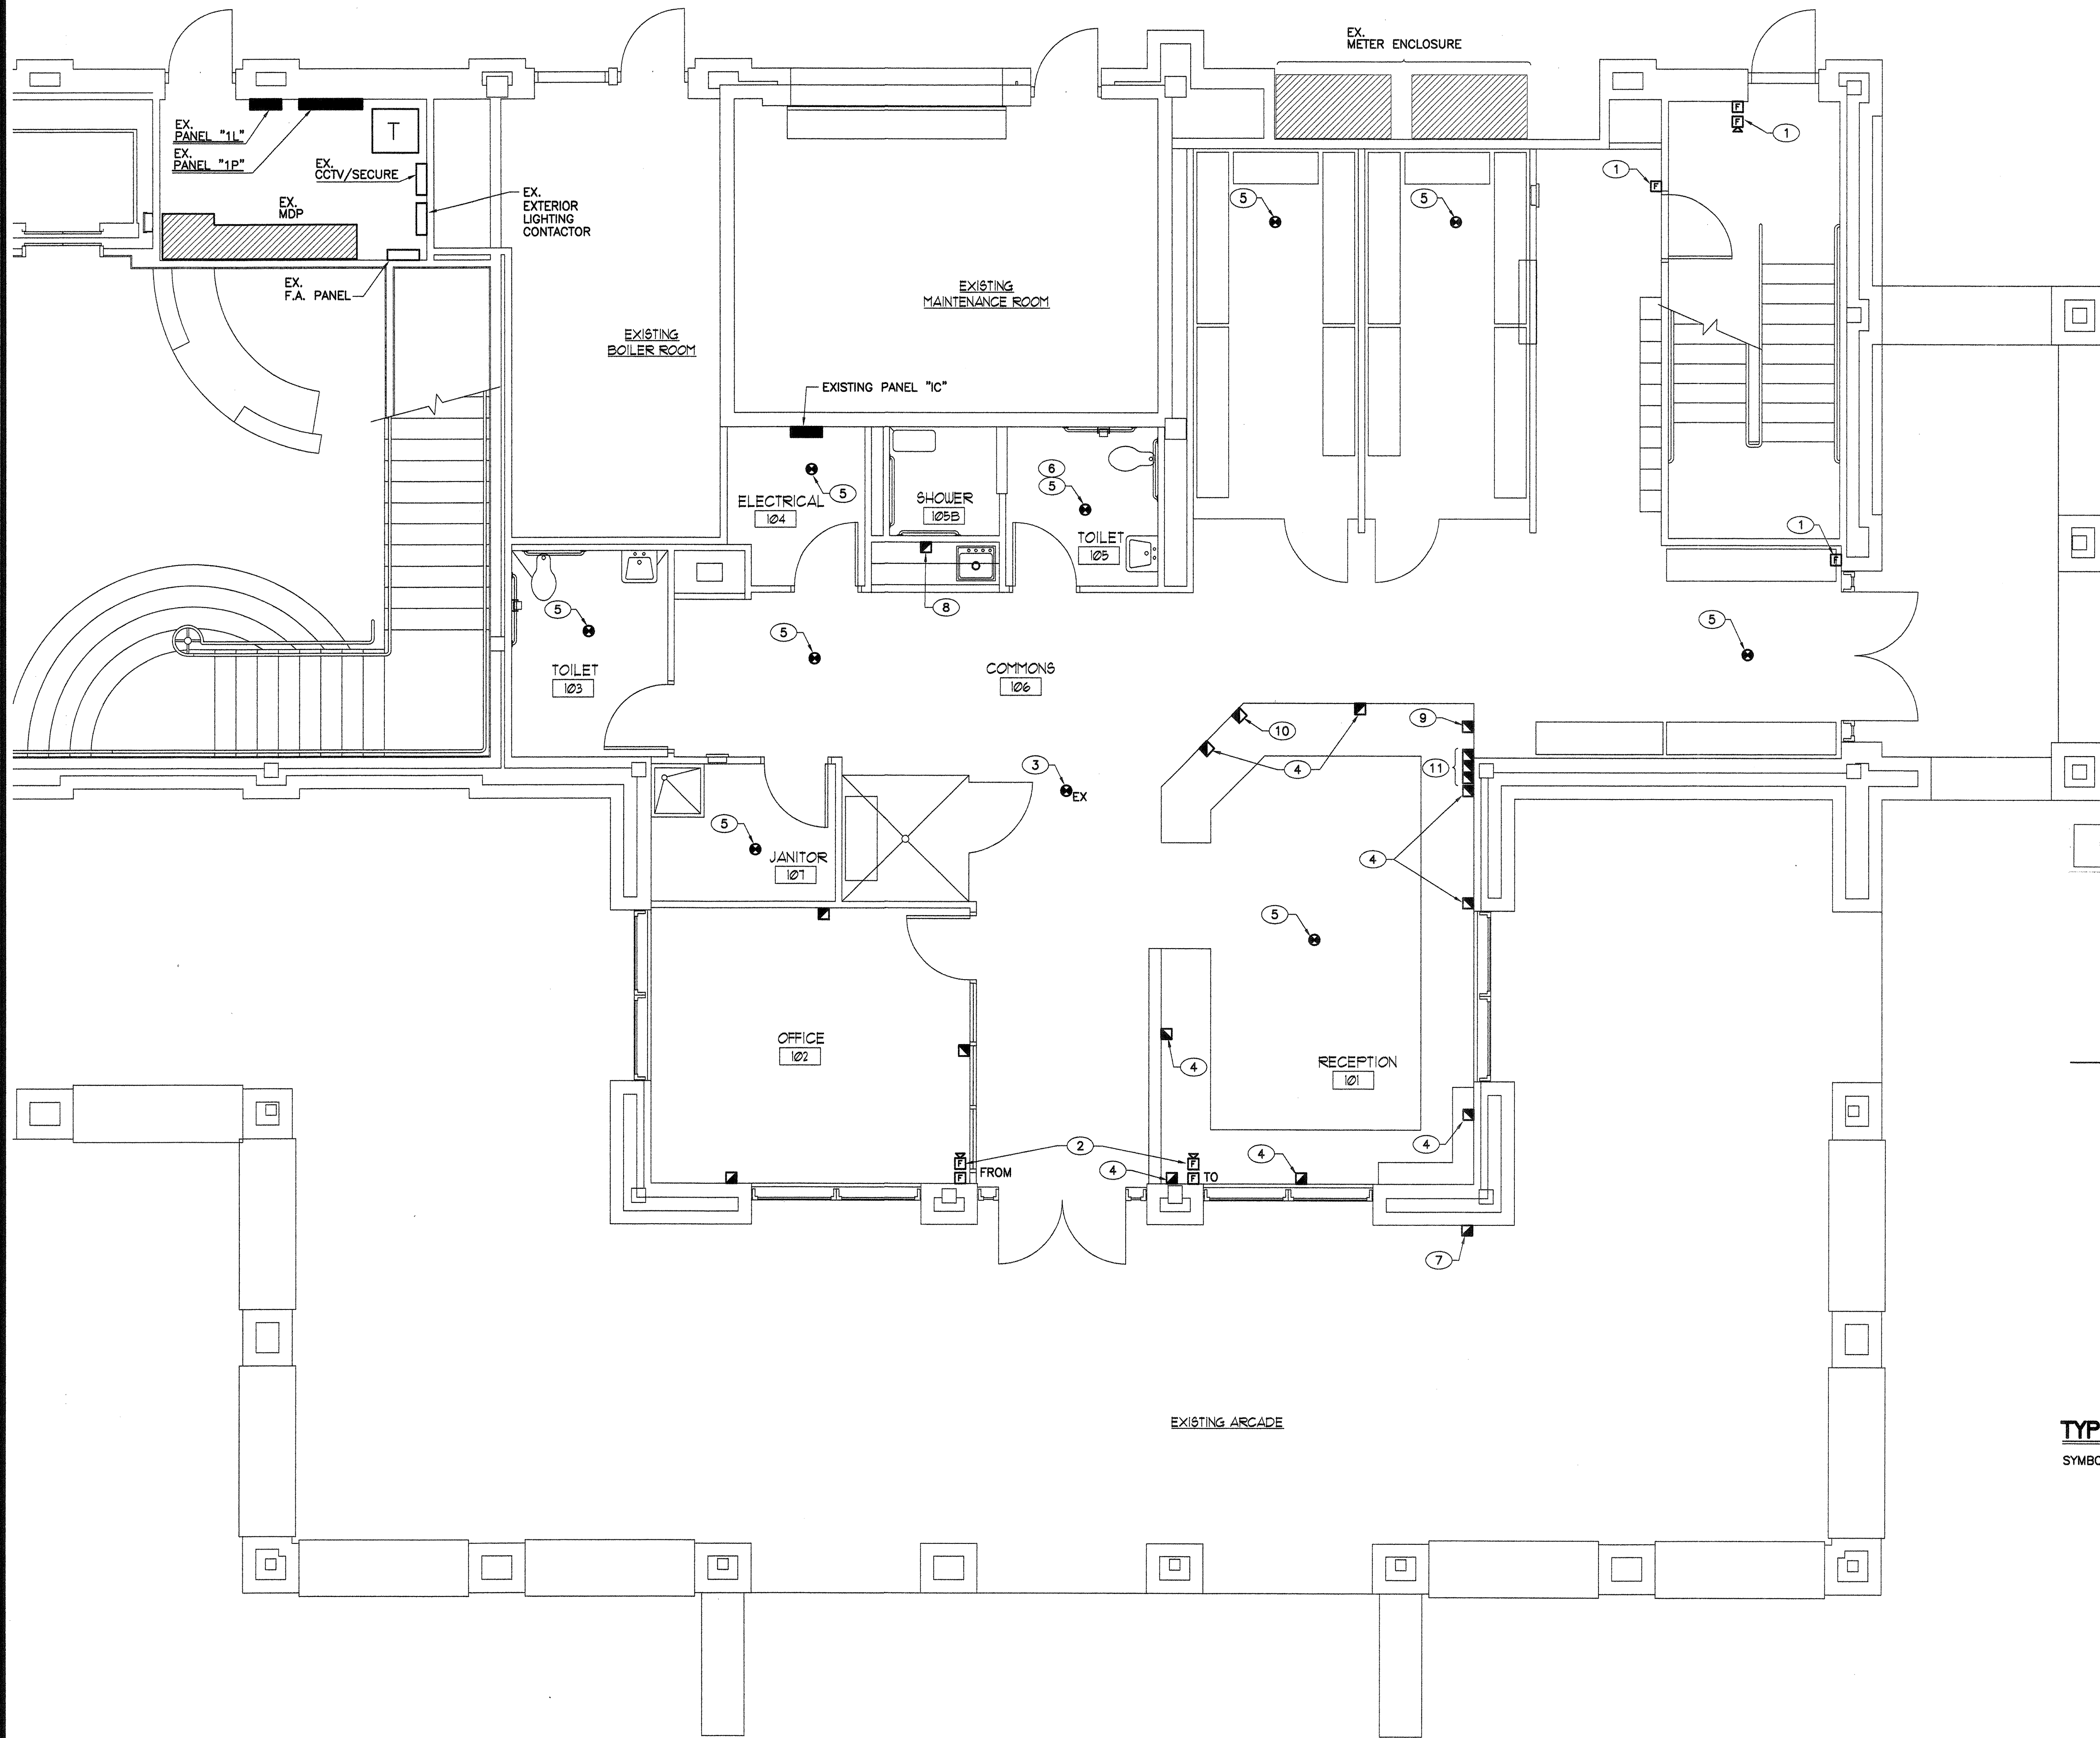 EX.
METER ENCLOSURE
EX.
PANEL "1L"
EX.
PANEL "1P"
T
EX.
CCTV/SECURE
EX.
MDP
EX.
EXTERIOR
LIGHTING
CONTACTOR
EX.
F.A. PANEL
F
F
1
1
F
5
5
EXISTING
MAINTENANCE ROOM
EXISTING
BOILER ROOM
EXISTING PANEL "1C"
5
6
5
ELECTRICAL
104
SHOWER
105B
TOILET
105
1
F
8
5
5
5
TOILET
103
COMMONS
106
10
9
4
11
3
EX
5
JANITOR
107
4
5
OFFICE
102
4
RECEPTION
101
2
4
F
F
FROM
F
F
TO
4
4
7
EXISTING ARCADE
TYP
SYMBO